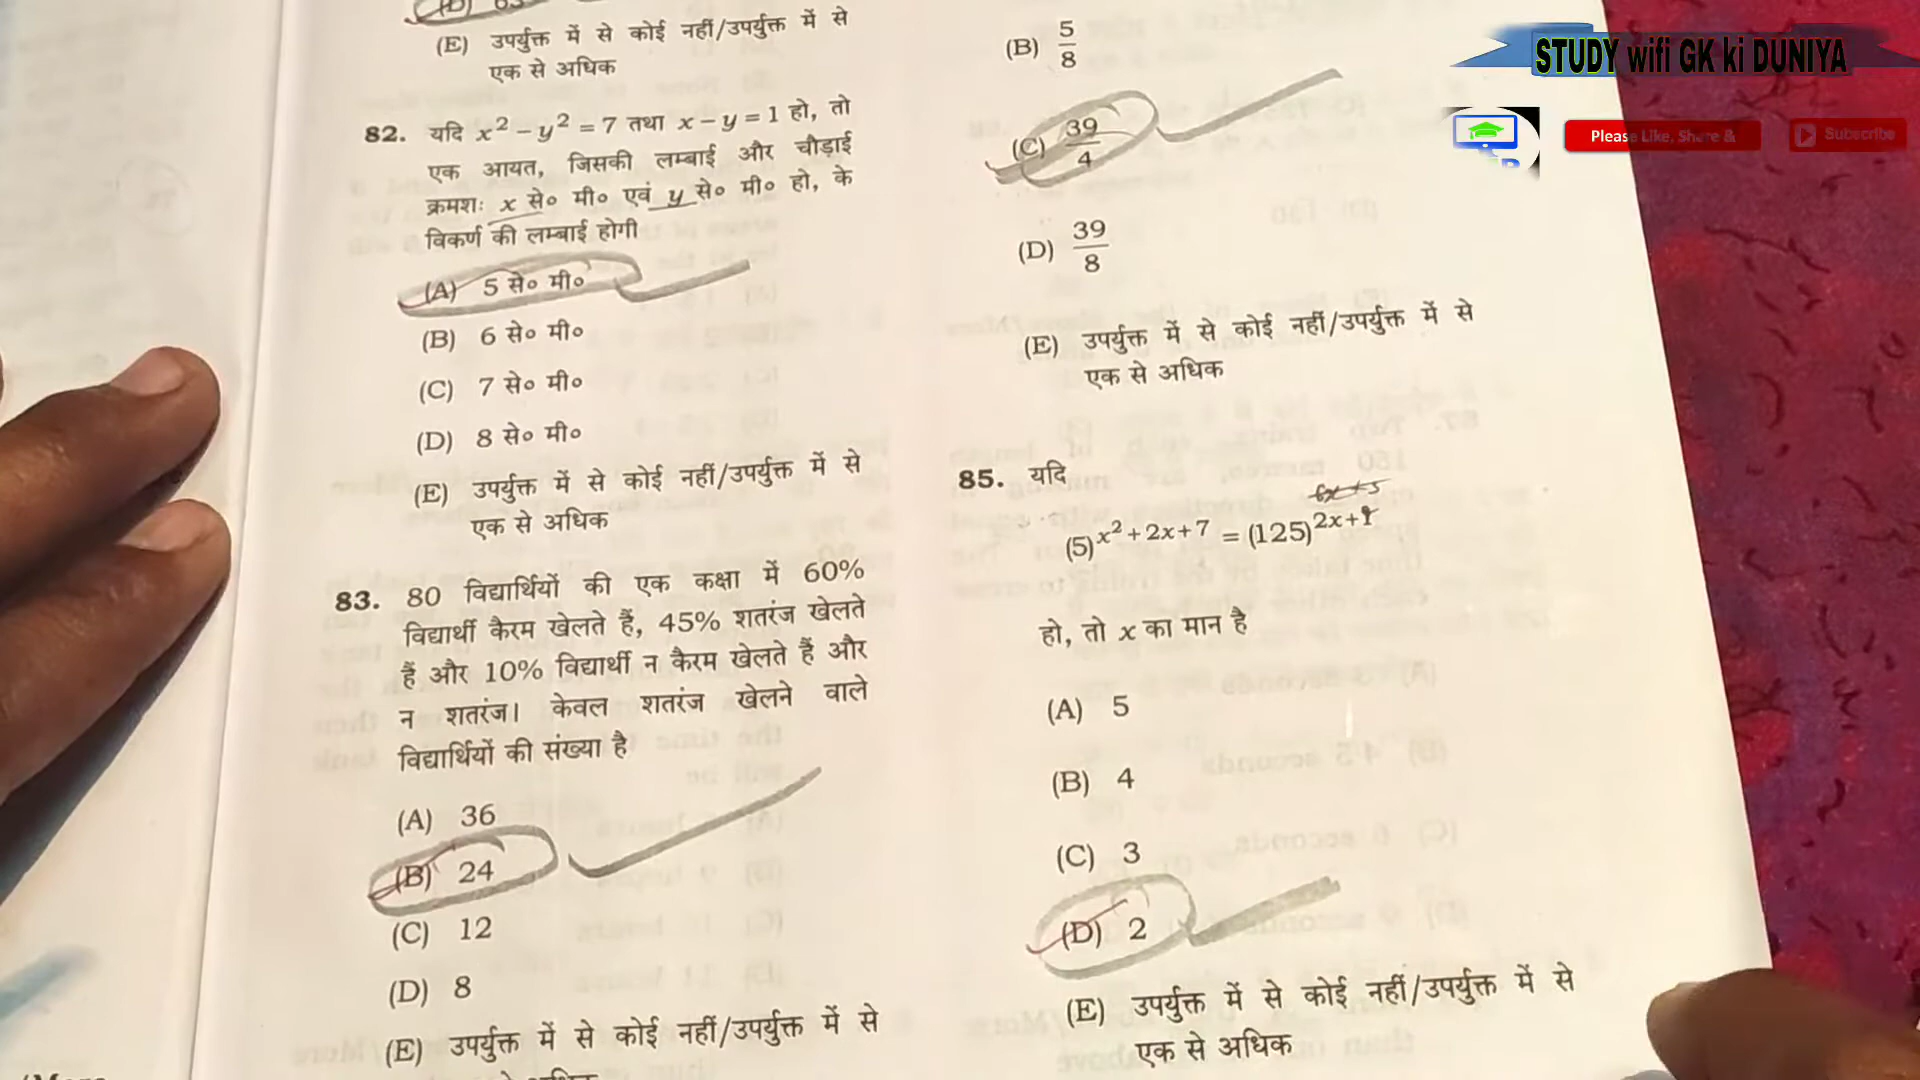 (D) 63
(E) उपर्युक्त में से कोई नहीं/उपर्युक्त में से
एक से अधिक
82. यदि x² – y² = 7 तथा x – y = 1 हो, तो
एक आयत, जिसकी लम्बाई और चौड़ाई
क्रमशः x से० मी० एवं y से० मी० हो, के
विकर्ण की लम्बाई होगी
(A) 5 से० मी०
(B) 6 से० मी०
(C) 7 से० मी०
(D) 8 से० मी०
(E) उपर्युक्त में से कोई नहीं/उपर्युक्त में से
एक से अधिक
83. 80 विद्यार्थियों की एक कक्षा में 60%
विद्यार्थी कैरम खेलते हैं, 45% शतरंज खेलते
हैं और 10% विद्यार्थी न कैरम खेलते हैं और
न शतरंज। केवल शतरंज खेलने वाले
विद्यार्थियों की संख्या है
(A) 36
(B) 24
(C) 12
(D) 8
(E) उपर्युक्त में से कोई नहीं/उपर्युक्त में से
(B) 5/8
(C) 39/4
(D) 39/8
(E) उपर्युक्त में से कोई नहीं/उपर्युक्त में से
एक से अधिक
85. यदि
(5)^(x² + 2x + 7) = (125)^(2x + 1)
हो, तो x का मान है
(A) 5
(B) 4
(C) 3
(D) 2
(E) उपर्युक्त में से कोई नहीं/उपर्युक्त में से
एक से अधिक
STUDY wifi GK ki DUNIYA
Please Like, Share &
Subscribe